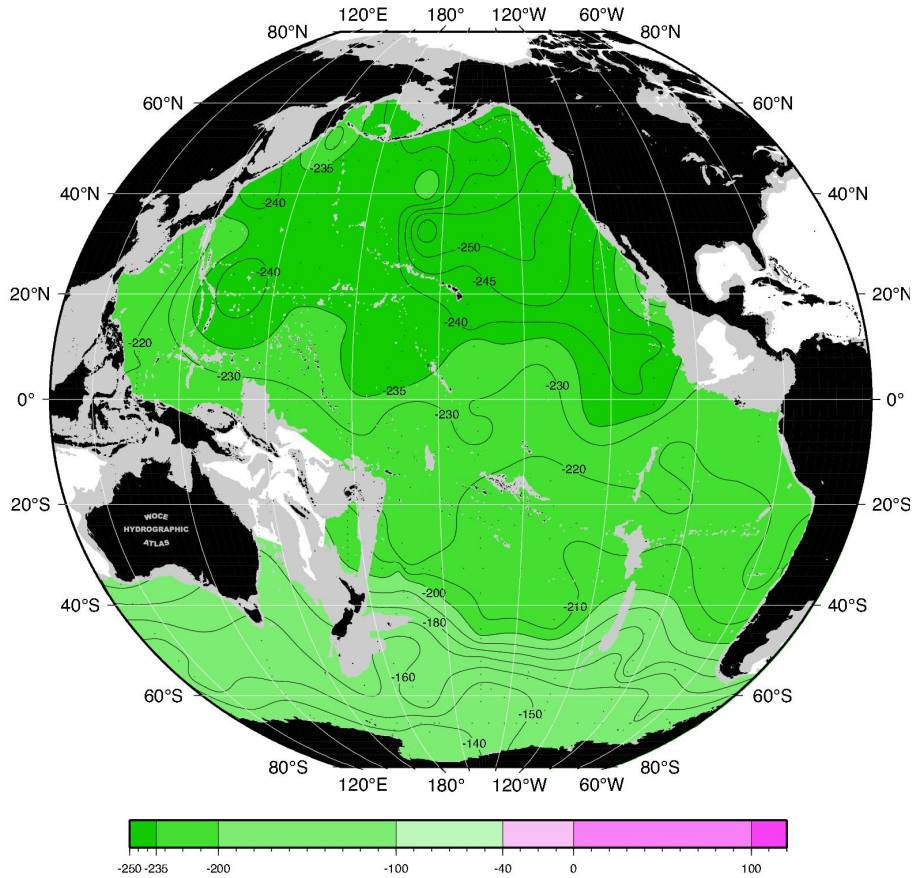 120°E 180° 120°W 60°W
80°N 80°N
60°N 60°N
-235
40°N 40°N
-240
-250
-240
-245
20°N 20°N
-240
-220
-230 -235 -230
0° 0°
-230
-220
20°S 20°S
WOCE
HYDROGRAPHIC
ATLAS
-200
40°S -210 40°S
-180
-160
60°S 60°S
-150
-140
80°S 80°S
120°E 180° 120°W 60°W
-250 -235 -200 -100 -40 0 100